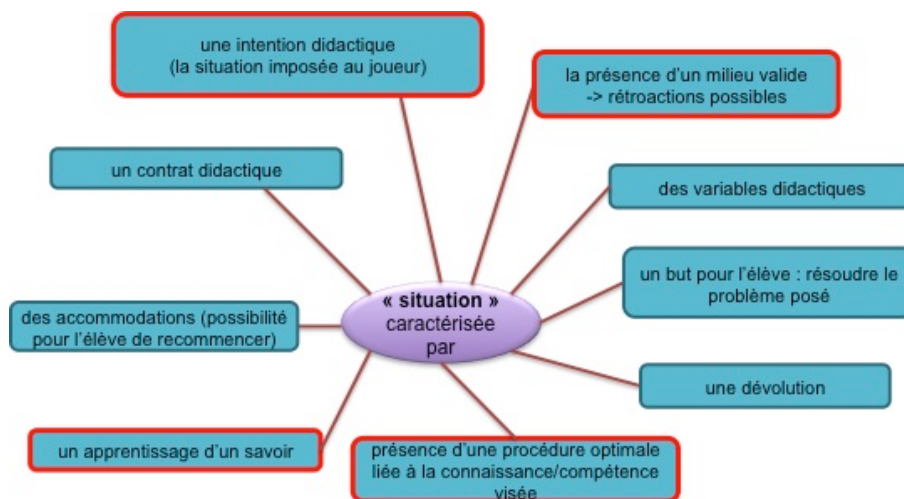 une intention didactique
(la situation imposée au joueur)
la présence d'un milieu valide
-> rétroactions possibles
un contrat didactique
des variables didactiques
un but pour l'élève : résoudre le
problème posé
« situation »
caractérisée
par
des accommodations (possibilité
pour l'élève de recommencer)
une dévolution
un apprentissage d'un savoir
présence d'une procédure optimale
liée à la connaissance/compétence
visée